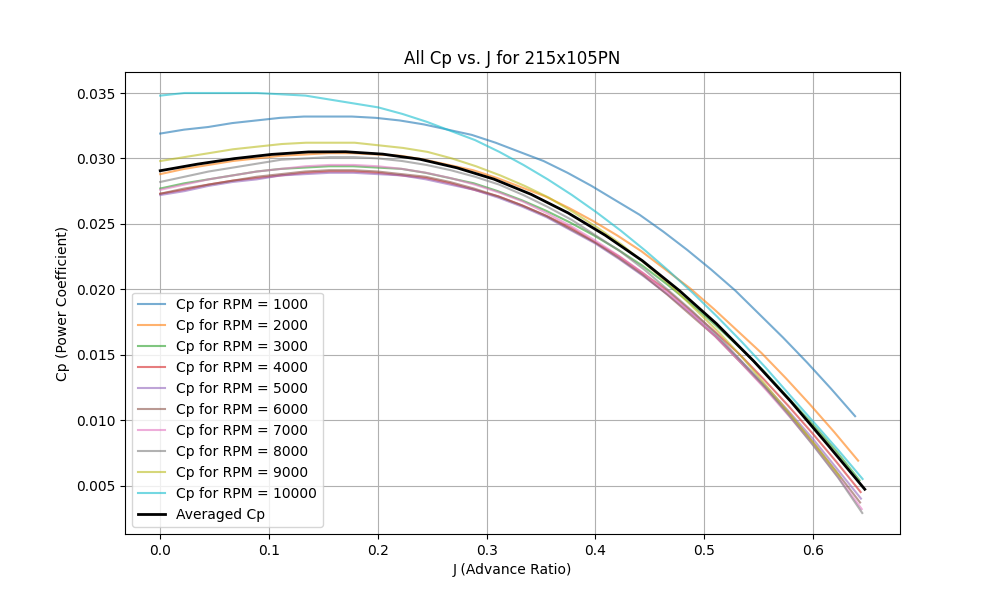 All Cp vs. J for 215x105PN
Cp (Power Coefficient)
0.035
0.030
0.025
0.020
0.015
0.010
0.005
Cp for RPM = 1000
Cp for RPM = 2000
Cp for RPM = 3000
Cp for RPM = 4000
Cp for RPM = 5000
Cp for RPM = 6000
Cp for RPM = 7000
Cp for RPM = 8000
Cp for RPM = 9000
Cp for RPM = 10000
Averaged Cp
0.0 0.1 0.2 0.3 0.4 0.5 0.6
J (Advance Ratio)